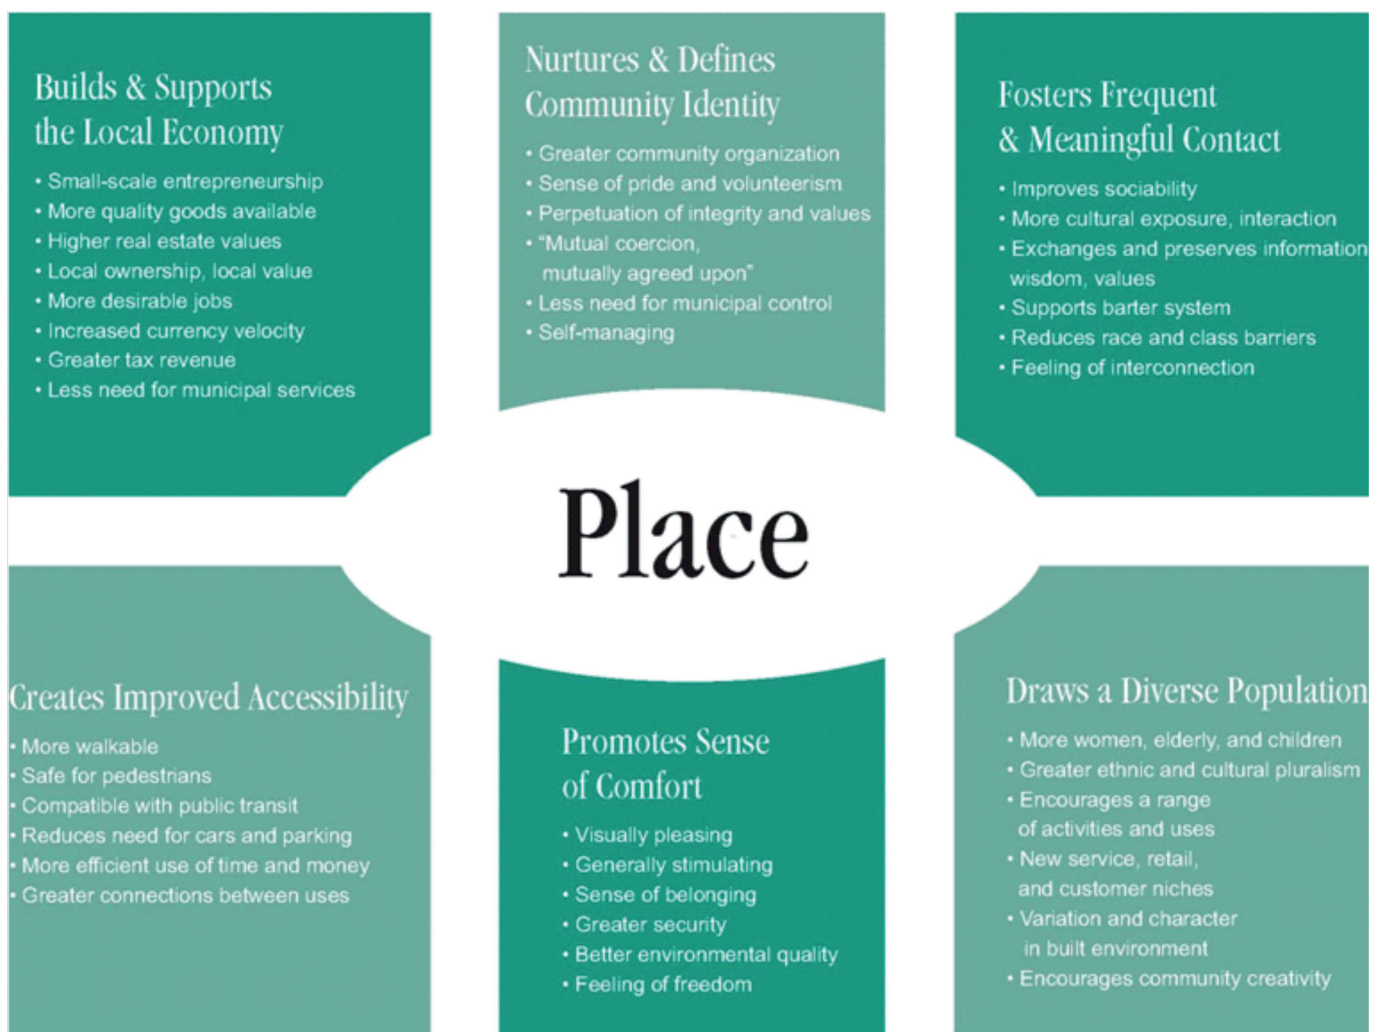 Builds & Supports
the Local Economy
• Small-scale entrepreneurship
• More quality goods available
• Higher real estate values
• Local ownership, local value
• More desirable jobs
• Increased currency velocity
• Greater tax revenue
• Less need for municipal services
Nurtures & Defines
Community Identity
• Greater community organization
• Sense of pride and volunteerism
• Perpetuation of integrity and values
• “Mutual coercion,
mutually agreed upon”
• Less need for municipal control
• Self-managing
Fosters Frequent
& Meaningful Contact
• Improves sociability
• More cultural exposure, interaction
• Exchanges and preserves information
wisdom, values
• Supports barter system
• Reduces race and class barriers
• Feeling of interconnection
Place
Creates Improved Accessibility
• More walkable
• Safe for pedestrians
• Compatible with public transit
• Reduces need for cars and parking
• More efficient use of time and money
• Greater connections between uses
Promotes Sense
of Comfort
• Visually pleasing
• Generally stimulating
• Sense of belonging
• Greater security
• Better environmental quality
• Feeling of freedom
Draws a Diverse Population
• More women, elderly, and children
• Greater ethnic and cultural pluralism
• Encourages a range
of activities and uses
• New service, retail,
and customer niches
• Variation and character
in built environment
• Encourages community creativity